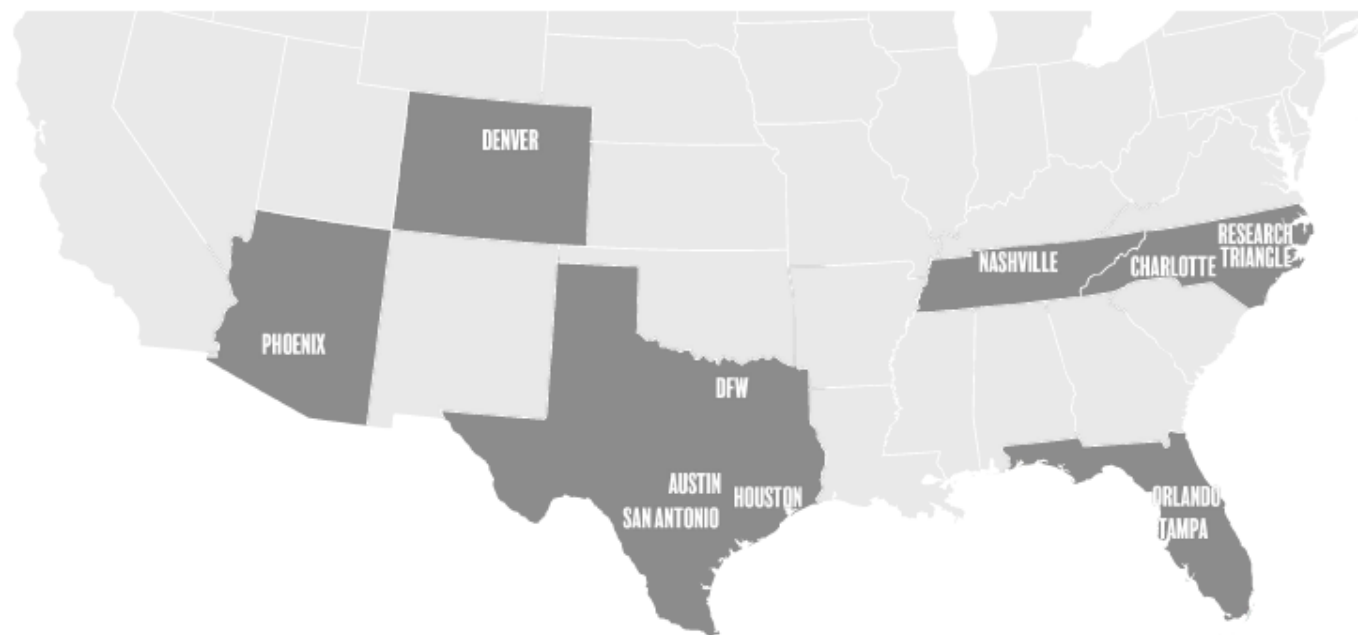 DENVER
PHOENIX
DFW
AUSTIN
HOUSTON
SAN ANTONIO
NASHVILLE
CHARLOTTE
RESEARCH
TRIANGLE
ORLANDO
TAMPA